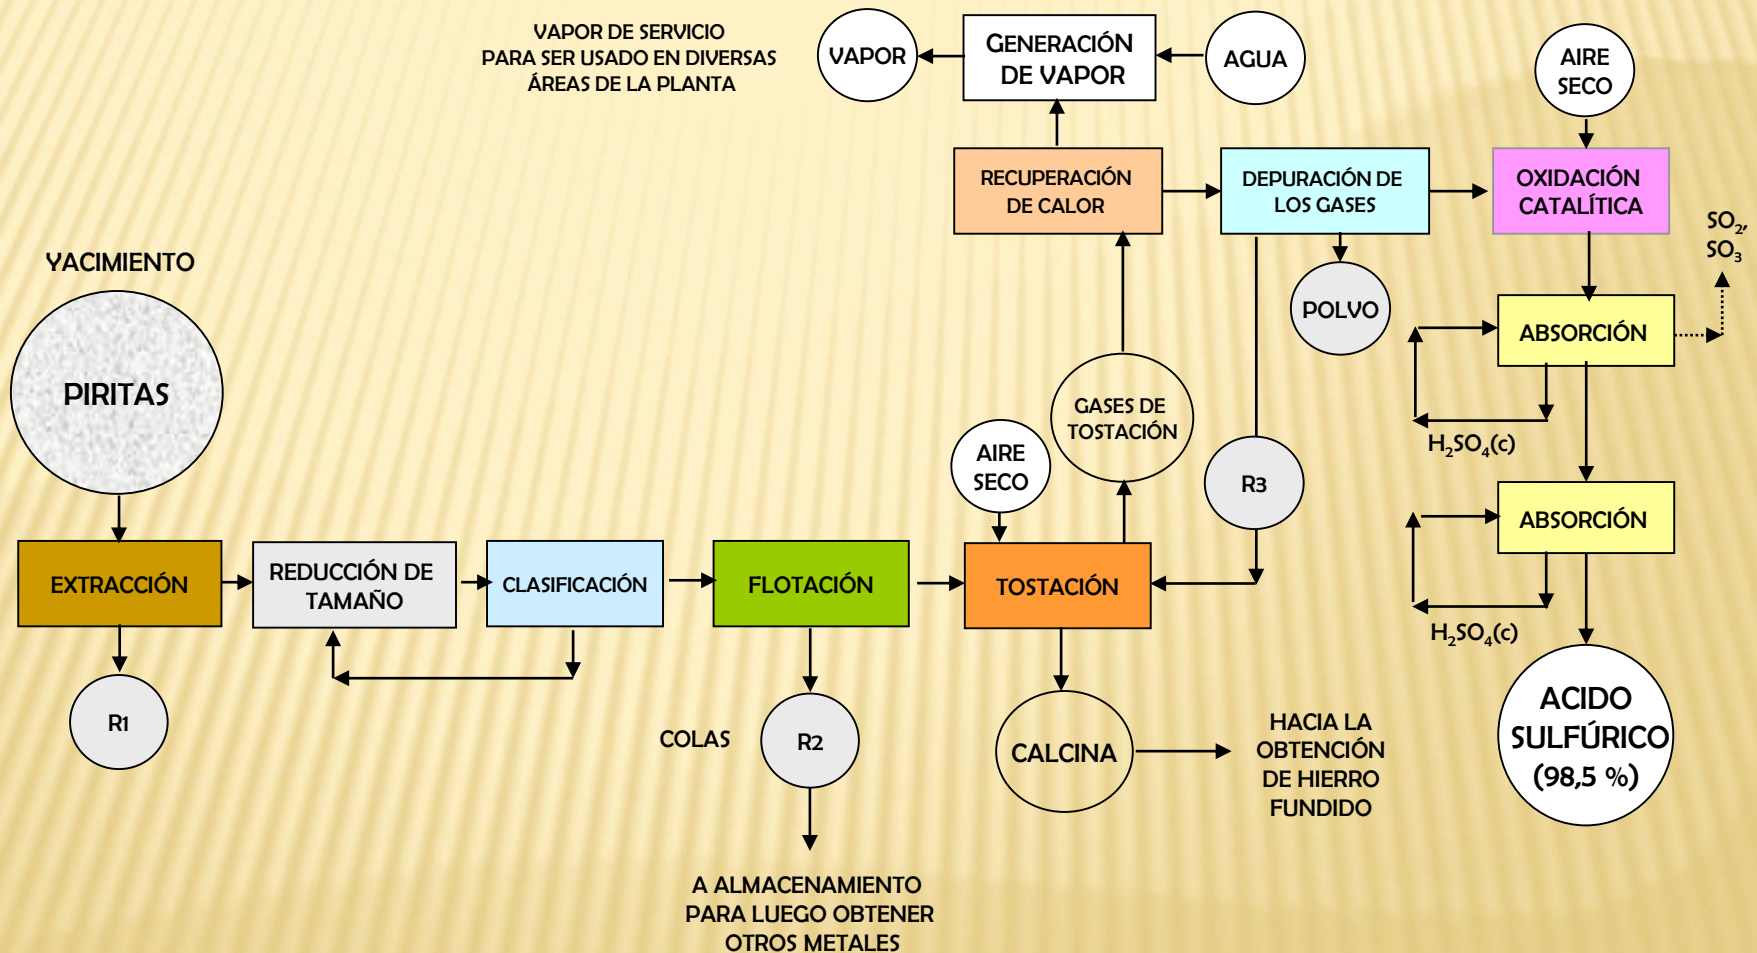 VAPOR DE SERVICIO
PARA SER USADO EN DIVERSAS
ÁREAS DE LA PLANTA
VAPOR
GENERACIÓN
DE VAPOR
AGUA
AIRE
SECO
RECUPERACIÓN
DE CALOR
DEPURACIÓN DE
LOS GASES
OXIDACIÓN
CATALÍTICA
SO₂,
SO₃
YACIMIENTO
PIRITAS
POLVO
ABSORCIÓN
GASES DE
TOSTACIÓN
H₂SO₄(c)
AIRE
SECO
R3
ABSORCIÓN
EXTRACCIÓN
REDUCCIÓN DE
TAMAÑO
CLASIFICACIÓN
FLOTACIÓN
TOSTACIÓN
H₂SO₄(c)
R1
COLAS
R2
CALCINA
HACIA LA
OBTENCIÓN
DE HIERRO
FUNDIDO
ACIDO
SULFÚRICO
(98,5 %)
A ALMACENAMIENTO
PARA LUEGO OBTENER
OTROS METALES